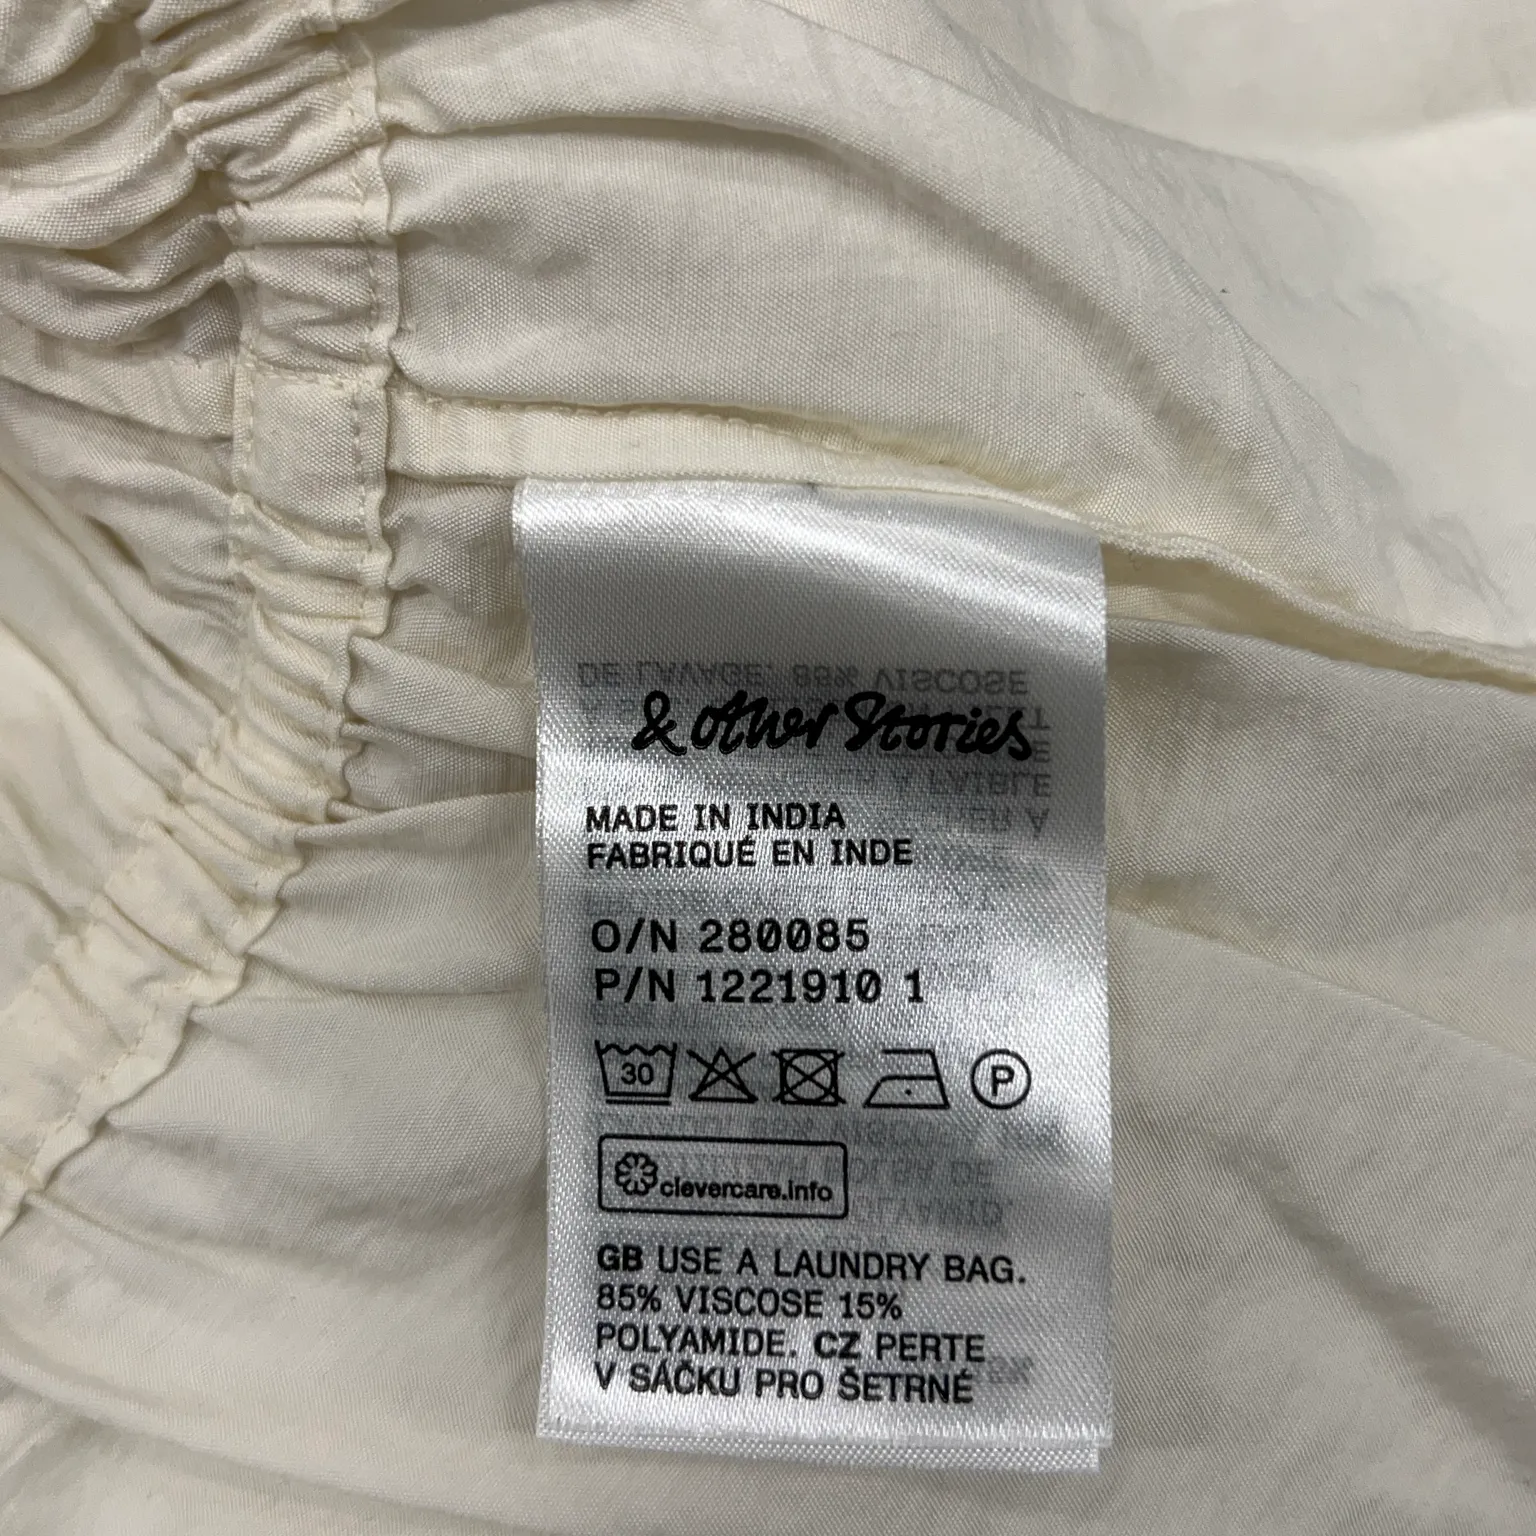 & other Stories
MADE IN INDIA
FABRIQUÉ EN INDE
O/N 280085
P/N 1221910 1
30
P
clevercare.info
GB USE A LAUNDRY BAG.
85% VISCOSE 15%
POLYAMIDE. CZ PERTE
V SÁČKU PRO ŠETRNÉ